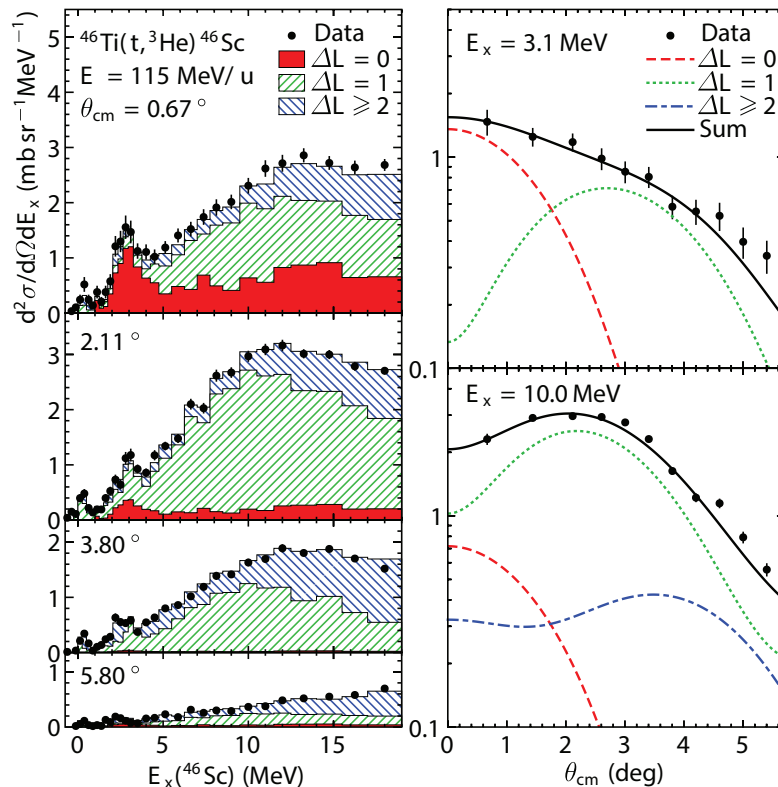 ⁴⁶Ti(t,³He)⁴⁶Sc
E = 115 MeV/u
θcm = 0.67°
Data
ΔL = 0
ΔL = 1
ΔL ⩾ 2
5
4
3
2
1
0
2.11°
3
2
1
0
3.80°
2
1
0
5.80°
1
0
0 5 10 15
Ex(⁴⁶Sc) (MeV)
d²σ/dΩdEx (mb sr⁻¹MeV⁻¹)
Ex = 3.1 MeV
Data
ΔL = 0
ΔL = 1
ΔL ⩾ 2
Sum
1
0.1
Ex = 10.0 MeV
1
0.1
0 1 2 3 4 5
θcm (deg)